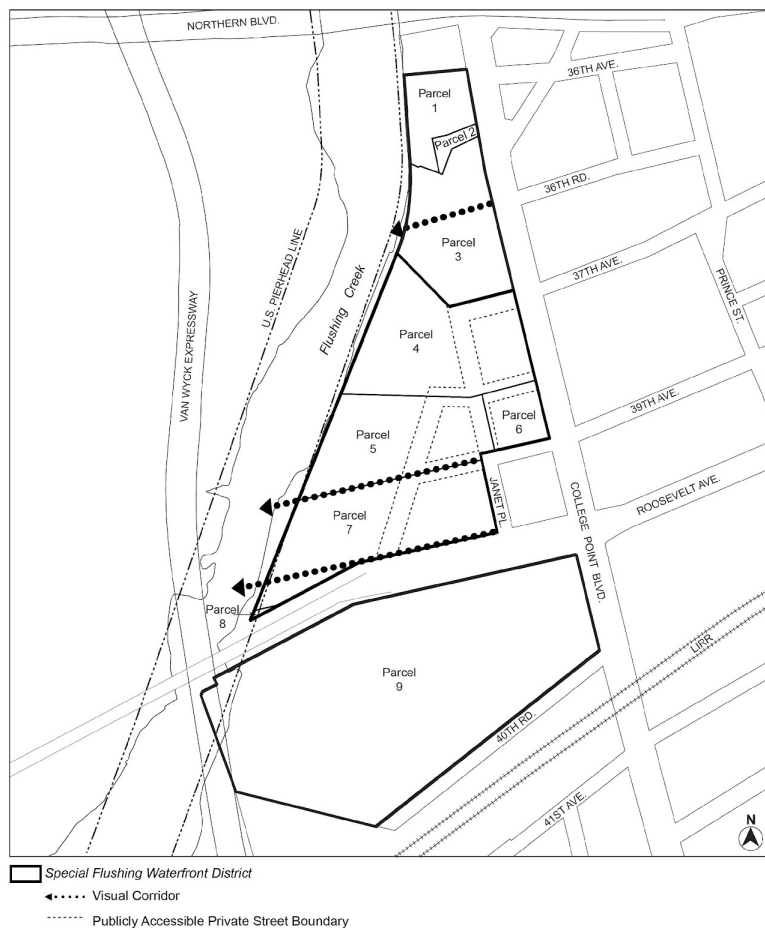 NORTHERN BLVD.
36TH AVE.
Parcel
1
Parcel 2
36TH RD.
U.S. PIERHEAD LINE
Flushing Creek
Parcel
3
37TH AVE.
PRINCE ST.
VAN WYCK EXPRESSWAY
Parcel
4
39TH AVE.
Parcel
5
Parcel
6
ROOSEVELT AVE.
JANET PL.
COLLEGE POINT BLVD.
Parcel
7
Parcel
8
Parcel
9
LIRR
40TH RD.
41ST AVE.
N
Special Flushing Waterfront District
Visual Corridor
Publicly Accessible Private Street Boundary